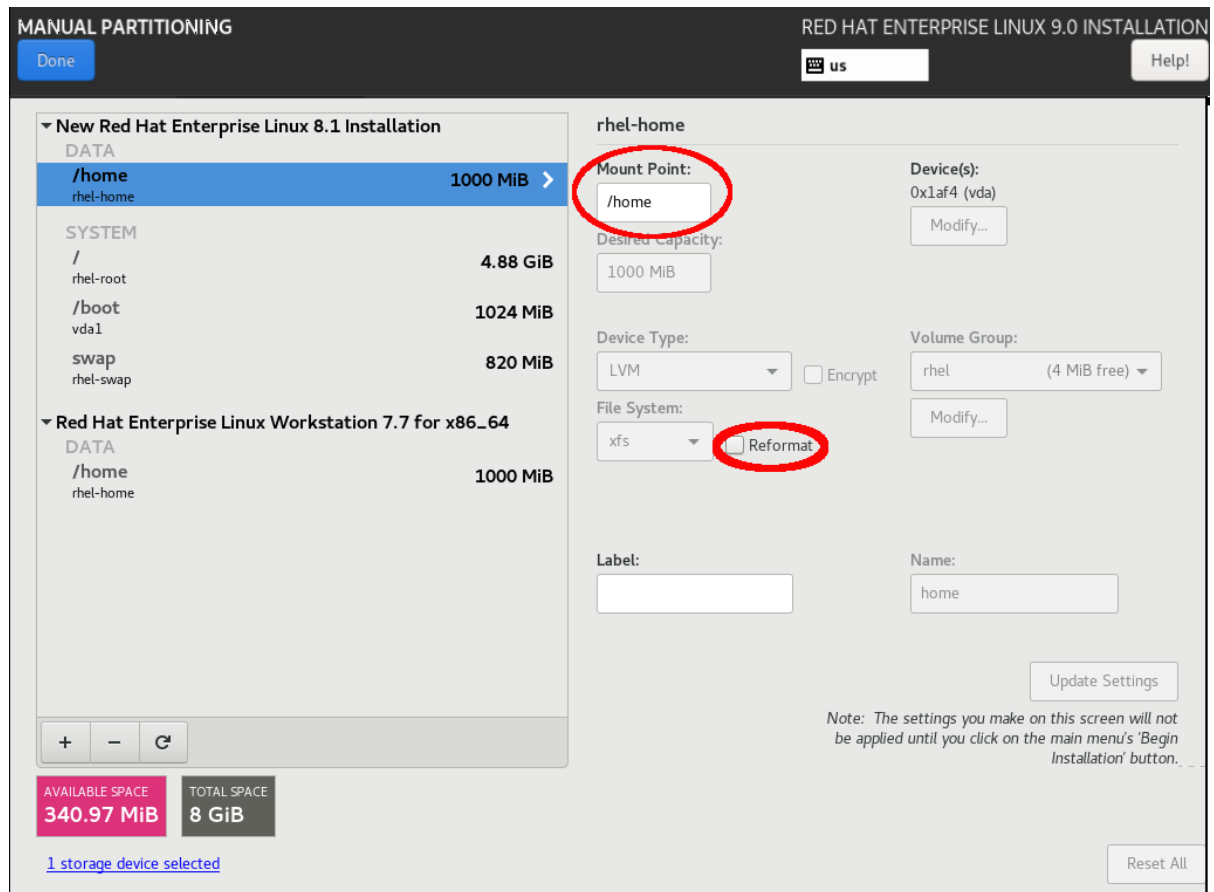 MANUAL PARTITIONING
RED HAT ENTERPRISE LINUX 9.0 INSTALLATION
Done
us
Help!
New Red Hat Enterprise Linux 8.1 Installation
DATA
/home
1000 MiB
rhel-home
SYSTEM
/
4.88 GiB
rhel-root
/boot
1024 MiB
vda1
swap
820 MiB
rhel-swap
Red Hat Enterprise Linux Workstation 7.7 for x86_64
DATA
/home
1000 MiB
rhel-home
+ −
AVAILABLE SPACE
340.97 MiB
TOTAL SPACE
8 GiB
1 storage device selected
rhel-home
Mount Point:
/home
Device(s):
0x1af4 (vda)
Modify...
Desired Capacity:
1000 MiB
Device Type:
LVM
Encrypt
Volume Group:
rhel (4 MiB free)
File System:
xfs
Reformat
Modify...
Label:
Name:
home
Update Settings
Note: The settings you make on this screen will not
be applied until you click on the main menu's 'Begin
Installation' button.
Reset All